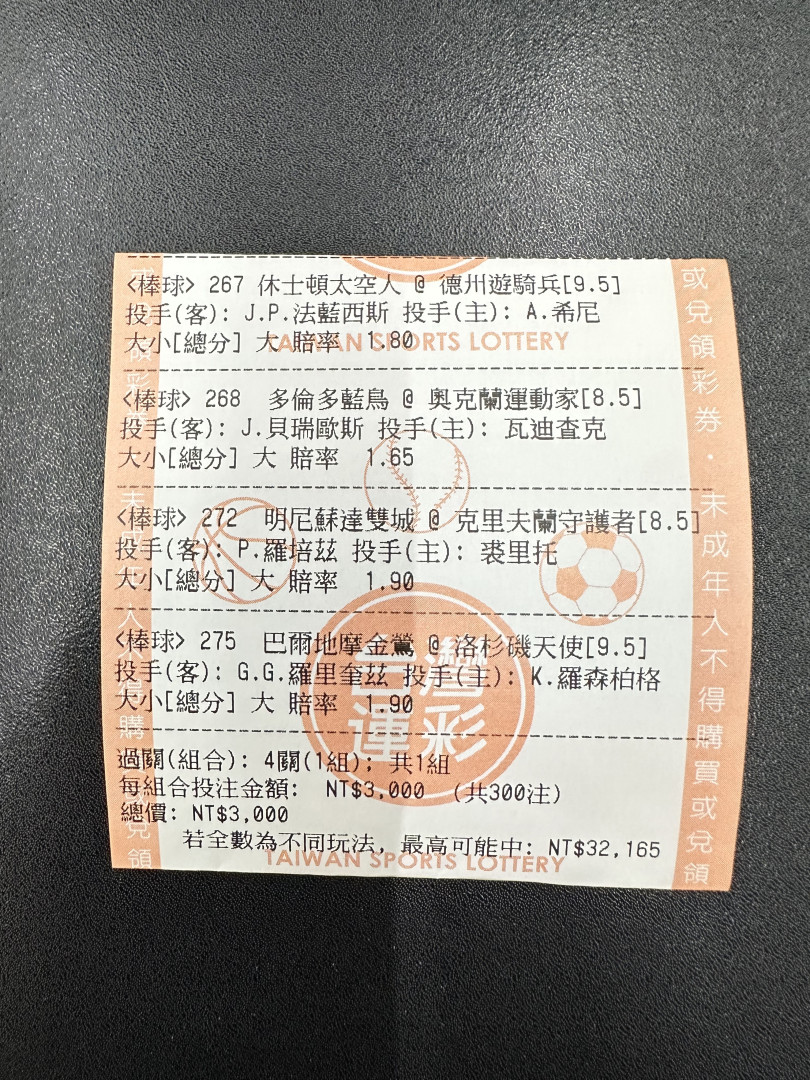 <棒球> 267 休士頓太空人 @ 德州遊騎兵[9.5]
投手(客): J.P.法藍西斯 投手(主): A.希尼
大小[總分] 大 賠率 1.80
TAIWAN SPORTS LOTTERY
<棒球> 268 多倫多藍鳥 @ 奧克蘭運動家[8.5]
投手(客): J.貝瑞歐斯 投手(主): 瓦迪查克
大小[總分] 大 賠率 1.65
<棒球> 272 明尼蘇達雙城 @ 克里夫蘭守護者[8.5]
投手(客): P.羅培茲 投手(主): 裘里托
大小[總分] 大 賠率 1.90
<棒球> 275 巴爾地摩金鶯 @ 洛杉磯天使[9.5]
投手(客): G.G.羅里奎茲 投手(主): K.羅森柏格
大小[總分] 大 賠率 1.90
台灣
運彩
過關(組合): 4關(1組); 共1組
每組合投注金額: NT$3,000 (共300注)
總價: NT$3,000
若全數為不同玩法, 最高可能中: NT$32,165
TAIWAN SPORTS LOTTERY
或兌領彩券・未成年人不得購買或兌領